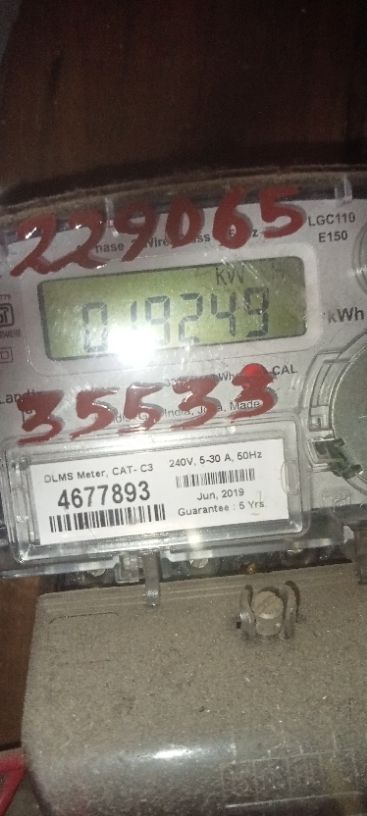 229065
LGC110
E150
kW
019249
kWh
CAL
35533
DLMS Meter, CAT- C3
240V, 5-30 A, 50Hz
4677893
Jun, 2019
Guarantee : 5 Yrs.